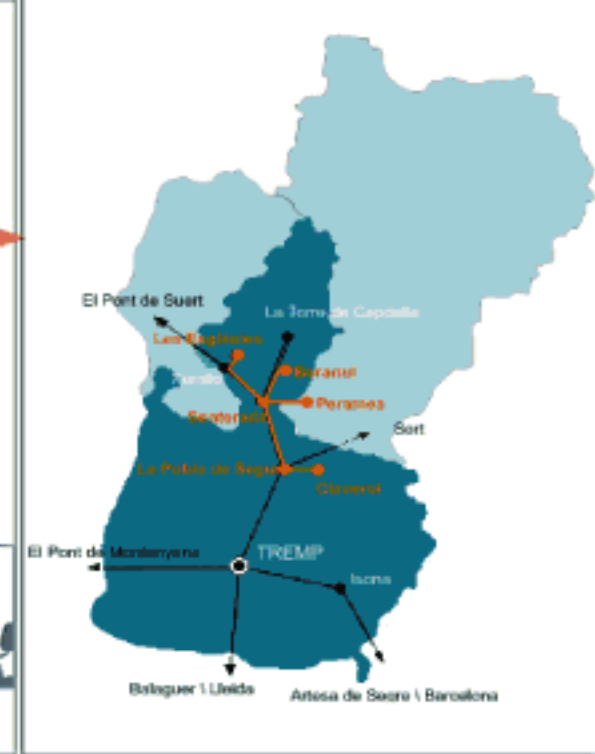 El Pont de Suert
La Torre de Capdella
Les Esglésies
Beranui
Senterada
Peramea
Sort
La Pobla de Segur
Claverol
El Pont de Montanyana
TREMP
Isona
Balaguer \ Lleida
Artesa de Segre \ Barcelona